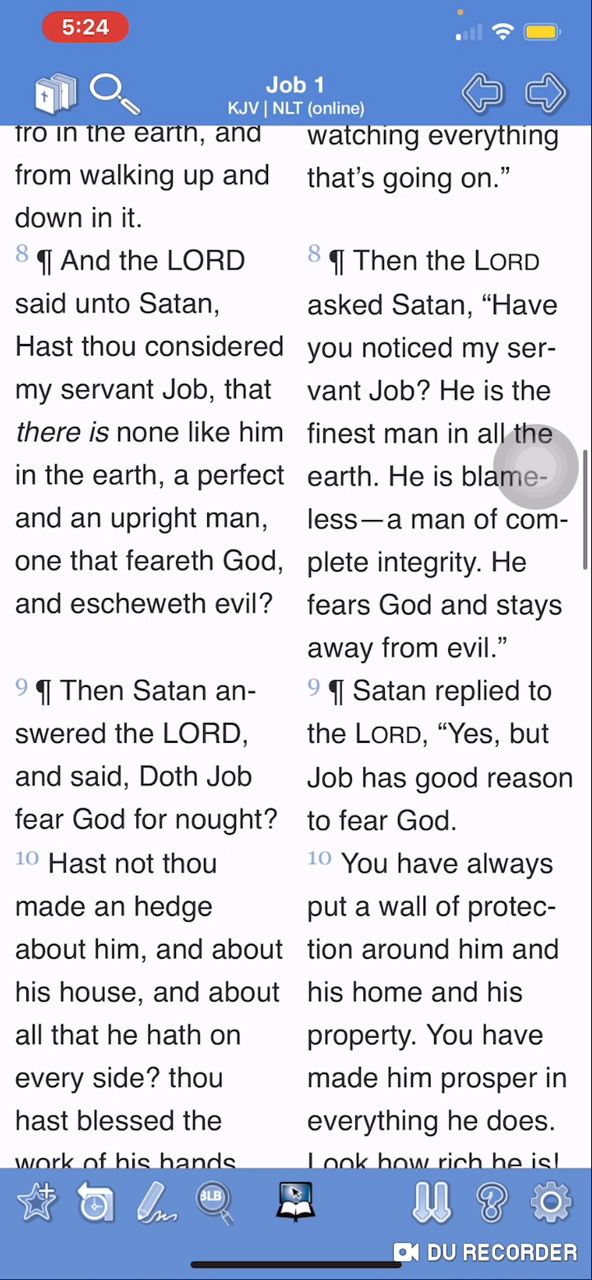 5:24
Job 1
KJV | NLT (online)
fro in the earth, and
from walking up and
down in it.
8 ¶ And the LORD
said unto Satan,
Hast thou considered
my servant Job, that
there is none like him
in the earth, a perfect
and an upright man,
one that feareth God,
and escheweth evil?
9 ¶ Then Satan an-
swered the LORD,
and said, Doth Job
fear God for nought?
10 Hast not thou
made an hedge
about him, and about
his house, and about
all that he hath on
every side? thou
hast blessed the
work of his hands
watching everything
that’s going on.”
8 ¶ Then the LORD
asked Satan, “Have
you noticed my ser-
vant Job? He is the
finest man in all the
earth. He is blame-
less—a man of com-
plete integrity. He
fears God and stays
away from evil.”
9 ¶ Satan replied to
the LORD, “Yes, but
Job has good reason
to fear God.
10 You have always
put a wall of protec-
tion around him and
his home and his
property. You have
made him prosper in
everything he does.
Look how rich he is!
BLB
DU RECORDER